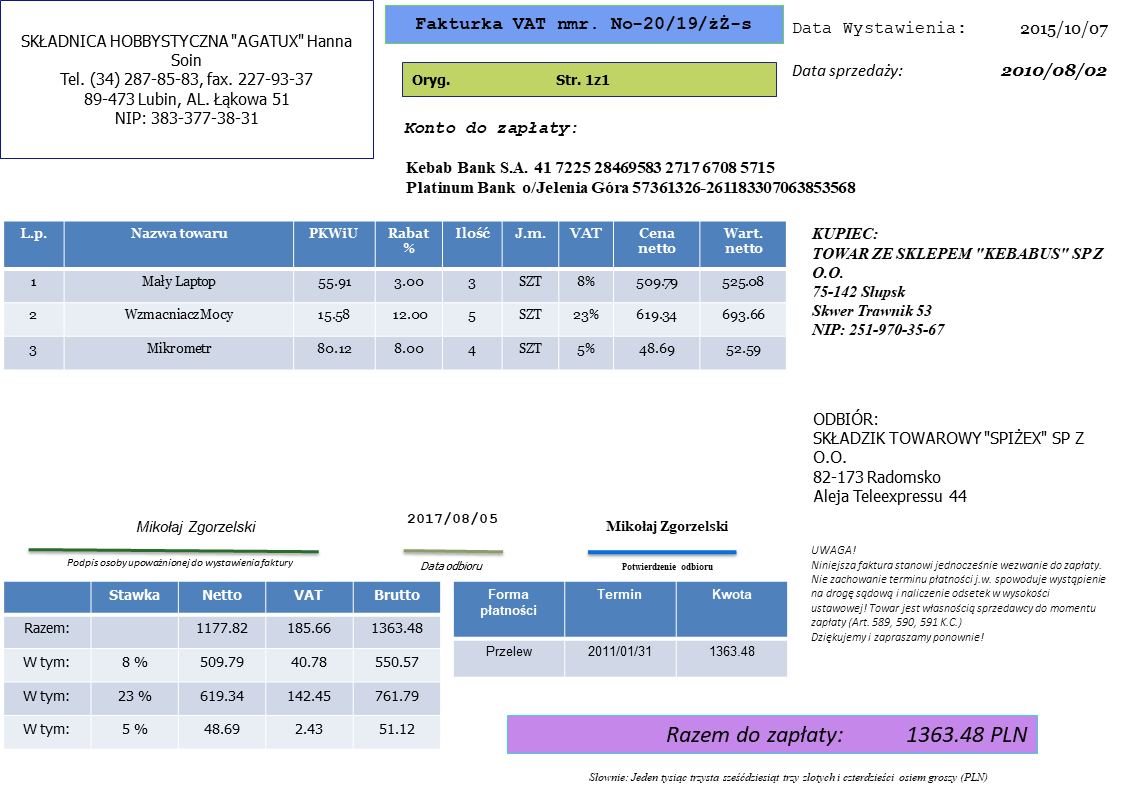 SKŁADNICA HOBBYSTYCZNA "AGATUX" Hanna
Soin
Tel. (34) 287-85-83, fax. 227-93-37
89-473 Lubin, AL. Łąkowa 51
NIP: 383-377-38-31
Fakturka VAT nmr. No-20/19/żŻ-s
Oryg. Str. 1z1
Data Wystawienia: 2015/10/07
Data sprzedaży: 2010/08/02
Konto do zapłaty:
Kebab Bank S.A. 41 7225 28469583 2717 6708 5715
Platinum Bank o/Jelenia Góra 57361326-261183307063853568
L.p. Nazwa towaru PKWiU Rabat % Ilość J.m. VAT Cena netto Wart. netto
1 Mały Laptop 55.91 3.00 3 SZT 8% 509.79 525.08
2 Wzmacniacz Mocy 15.58 12.00 5 SZT 23% 619.34 693.66
3 Mikrometr 80.12 8.00 4 SZT 5% 48.69 52.59
KUPIEC:
TOWAR ZE SKLEPEM "KEBABUS" SP Z
O.O.
75-142 Słupsk
Skwer Trawnik 53
NIP: 251-970-35-67
ODBIÓR:
SKŁADZIK TOWAROWY "SPIŻEX" SP Z
O.O.
82-173 Radomsko
Aleja Teleexpressu 44
Mikołaj Zgorzelski
Podpis osoby upoważnionej do wystawienia faktury
2017/08/05
Data odbioru
Mikołaj Zgorzelski
Potwierdzenie odbioru
UWAGA!
Niniejsza faktura stanowi jednocześnie wezwanie do zapłaty.
Nie zachowanie terminu płatności j.w. spowoduje wystąpienie
na drogę sądową i naliczenie odsetek w wysokości
ustawowej! Towar jest własnością sprzedawcy do momentu
zapłaty (Art. 589, 590, 591 K.C.)
Dziękujemy i zapraszamy ponownie!
Stawka Netto VAT Brutto
Razem: 1177.82 185.66 1363.48
W tym: 8 % 509.79 40.78 550.57
W tym: 23 % 619.34 142.45 761.79
W tym: 5 % 48.69 2.43 51.12
Forma płatności Termin Kwota
Przelew 2011/01/31 1363.48
Razem do zapłaty: 1363.48 PLN
Słownie: Jeden tysiąc trzysta sześćdziesiąt trzy złotych i czterdzieści osiem groszy (PLN)